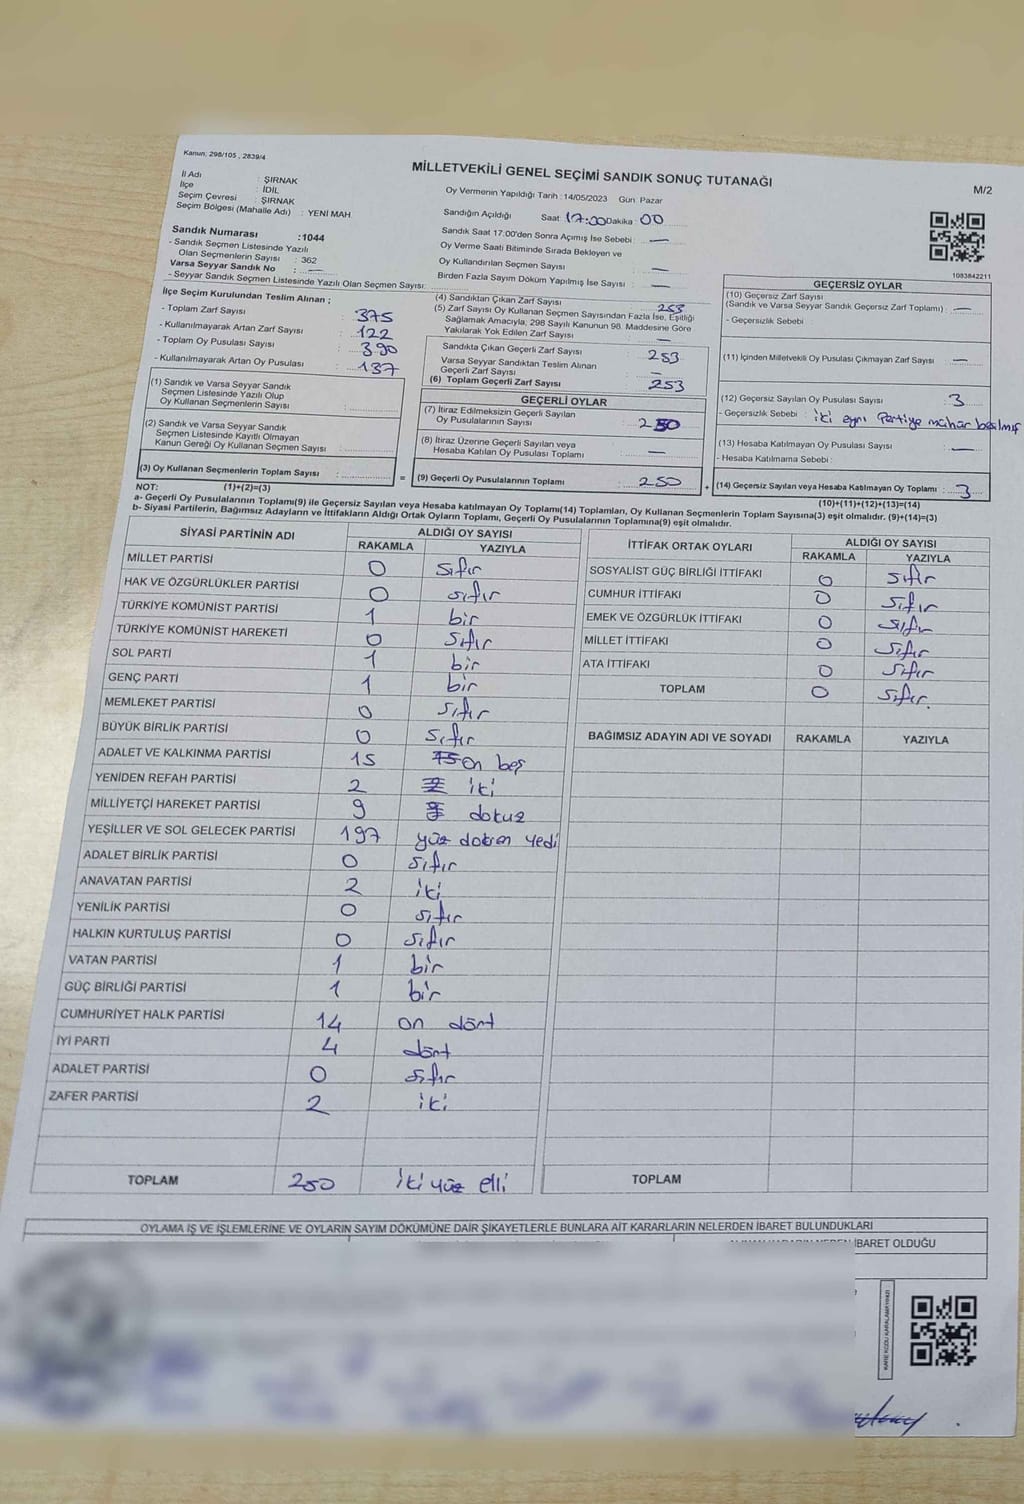 Kanun; 298/105 , 2839/4
MİLLETVEKİLİ GENEL SEÇİMİ SANDIK SONUÇ TUTANAĞI
M/2
İl Adı : ŞIRNAK
İlçe : İDİL
Seçim Çevresi : ŞIRNAK
Seçim Bölgesi (Mahalle Adı) : YENİ MAH.
Sandık Numarası :1044
- Sandık Seçmen Listesinde Yazılı
Olan Seçmenlerin Sayısı : 362
Varsa Seyyar Sandık No : —
- Seyyar Sandık Seçmen Listesinde Yazılı Olan Seçmen Sayısı:
Oy Vermenin Yapıldığı Tarih :14/05/2023 Gün: Pazar
Sandığın Açıldığı Saat 17:00 Dakika : 00
Sandık Saat 17.00'den Sonra Açımış İse Sebebi : —
Oy Verme Saati Bitiminde Sırada Bekleyen ve
Oy Kullandırılan Seçmen Sayısı : —
Birden Fazla Sayım Döküm Yapılmış İse Sayısı : —
1083842211
İlçe Seçim Kurulundan Teslim Alınan ;
- Toplam Zarf Sayısı : 375
- Kullanılmayarak Artan Zarf Sayısı : 122
- Toplam Oy Pusulası Sayısı : 390
- Kullanılmayarak Artan Oy Pusulası : 137
(1) Sandık ve Varsa Seyyar Sandık
Seçmen Listesinde Yazılı Olup
Oy Kullanan Seçmenlerin Sayısı :
(2) Sandık ve Varsa Seyyar Sandık
Seçmen Listesinde Kayıtlı Olmayan
Kanun Gereği Oy Kullanan Seçmen Sayısı :
(3) Oy Kullanan Seçmenlerin Toplam Sayısı :
(1)+(2)=(3)
(4) Sandıktan Çıkan Zarf Sayısı : 253
(5) Zarf Sayısı Oy Kullanan Seçmen Sayısından Fazla İse, Eşitliği
Sağlamak Amacıyla, 298 Sayılı Kanunun 98. Maddesine Göre
Yakılarak Yok Edilen Zarf Sayısı : —
Sandıkta Çıkan Geçerli Zarf Sayısı : 253
Varsa Seyyar Sandıktan Teslim Alınan
Geçerli Zarf Sayısı : —
(6) Toplam Geçerli Zarf Sayısı : 253
GEÇERLİ OYLAR
(7) İtiraz Edilmeksizin Geçerli Sayılan
Oy Pusulalarının Sayısı : 250
(8) İtiraz Üzerine Geçerli Sayılan veya
Hesaba Katılan Oy Pusulası Toplamı : —
= (9) Geçerli Oy Pusulalarının Toplamı : 250
GEÇERSİZ OYLAR
(10) Geçersiz Zarf Sayısı
(Sandık ve Varsa Seyyar Sandık Geçersiz Zarf Toplamı) : —
- Geçersizlik Sebebi :
(11) İçinden Milletvekili Oy Pusulası Çıkmayan Zarf Sayısı : —
(12) Geçersiz Sayılan Oy Pusulası Sayısı : 3
- Geçersizlik Sebebi : iki ayrı Partiye mühür basılmış
(13) Hesaba Katılmayan Oy Pusulası Sayısı : —
- Hesaba Katılmama Sebebi :
+ (14) Geçersiz Sayılan veya Hesaba Katılmayan Oy Toplamı : 3
(10)+(11)+(12)+(13)=(14)
NOT:
a- Geçerli Oy Pusulalarının Toplamı(9) ile Geçersiz Sayılan veya Hesaba katılmayan Oy Toplamı(14) Toplamları, Oy Kullanan Seçmenlerin Toplam Sayısına(3) eşit olmalıdır. (9)+(14)=(3)
b- Siyasi Partilerin, Bağımsız Adayların ve İttifakların Aldığı Oy Sayıları Toplamı, Geçerli Oy Pusulalarının Toplamına(9) eşit olmalıdır.
SİYASİ PARTİNİN ADI ALDIĞI OY SAYISI
RAKAMLA YAZIYLA
MİLLET PARTİSİ 0 sıfır
HAK VE ÖZGÜRLÜKLER PARTİSİ 0 sıfır
TÜRKİYE KOMÜNİST PARTİSİ 1 bir
TÜRKİYE KOMÜNİST HAREKETİ 0 sıfır
SOL PARTİ 1 bir
GENÇ PARTİ 1 bir
MEMLEKET PARTİSİ 0 sıfır
BÜYÜK BİRLİK PARTİSİ 0 sıfır
ADALET VE KALKINMA PARTİSİ 15 on beş
YENİDEN REFAH PARTİSİ 2 iki
MİLLİYETÇİ HAREKET PARTİSİ 9 dokuz
YEŞİLLER VE SOL GELECEK PARTİSİ 197 yüz doksan yedi
ADALET BİRLİK PARTİSİ 0 sıfır
ANAVATAN PARTİSİ 2 iki
YENİLİK PARTİSİ 0 sıfır
HALKIN KURTULUŞ PARTİSİ 0 sıfır
VATAN PARTİSİ 1 bir
GÜÇ BİRLİĞİ PARTİSİ 1 bir
CUMHURİYET HALK PARTİSİ 14 on dört
İYİ PARTİ 4 dört
ADALET PARTİSİ 0 sıfır
ZAFER PARTİSİ 2 iki
TOPLAM 250 iki yüz elli
İTTİFAK ORTAK OYLARI ALDIĞI OY SAYISI
RAKAMLA YAZIYLA
SOSYALİST GÜÇ BİRLİĞİ İTTİFAKI 0 sıfır
CUMHUR İTTİFAKI 0 sıfır
EMEK VE ÖZGÜRLÜK İTTİFAKI 0 sıfır
MİLLET İTTİFAKI 0 sıfır
ATA İTTİFAKI 0 sıfır
TOPLAM 0 sıfır.
BAĞIMSIZ ADAYIN ADI VE SOYADI RAKAMLA YAZIYLA
TOPLAM
OYLAMA İŞ VE İŞLEMLERİNE VE OYLARIN SAYIM DÖKÜMÜNE DAİR ŞİKAYETLERLE BUNLARA AİT KARARLARIN NELERDEN İBARET BULUNDUKLARI
İBARET OLDUĞU
KARE KODU KARALAMAYINIZ!